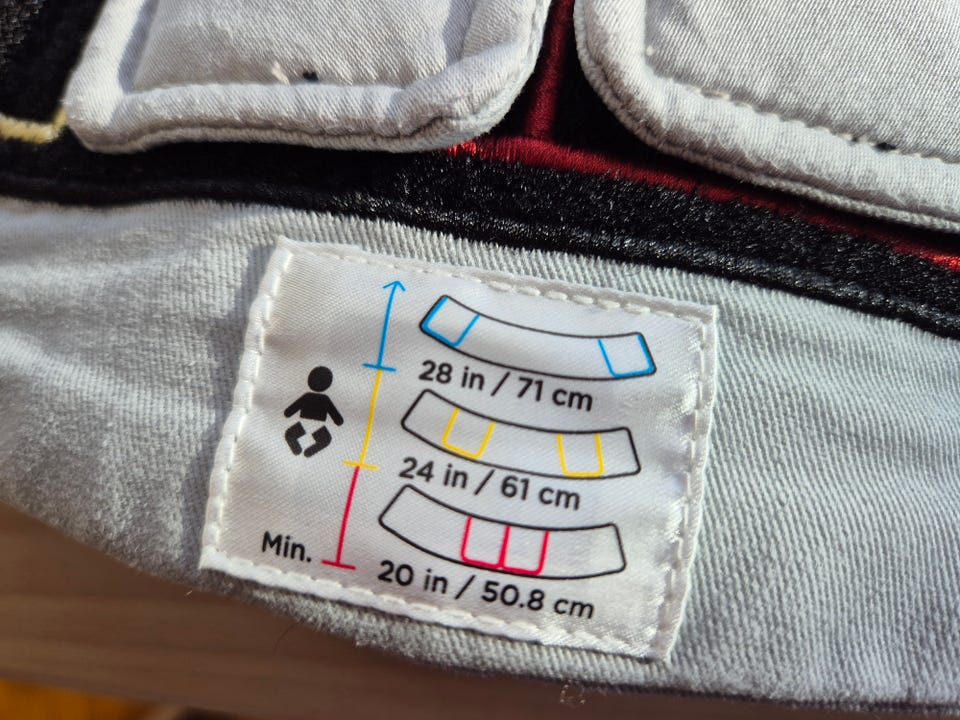 28 in / 71 cm
24 in / 61 cm
Min.
20 in / 50.8 cm